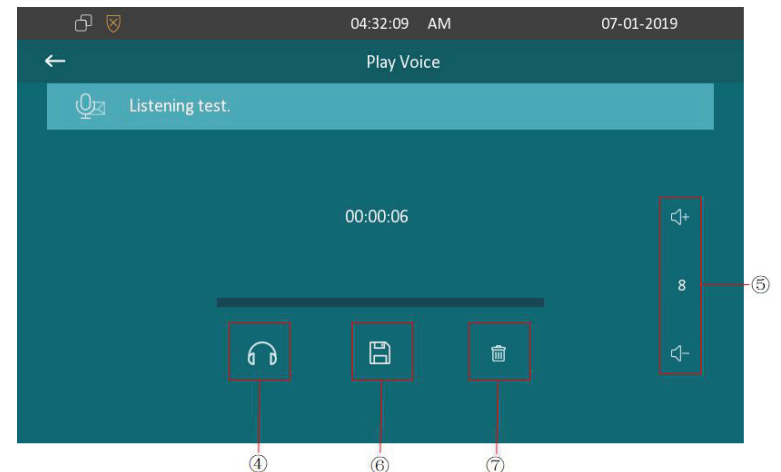 04:32:09 AM 07-01-2019
Play Voice
Listening test.
00:00:06
8
⑤
④ ⑥ ⑦